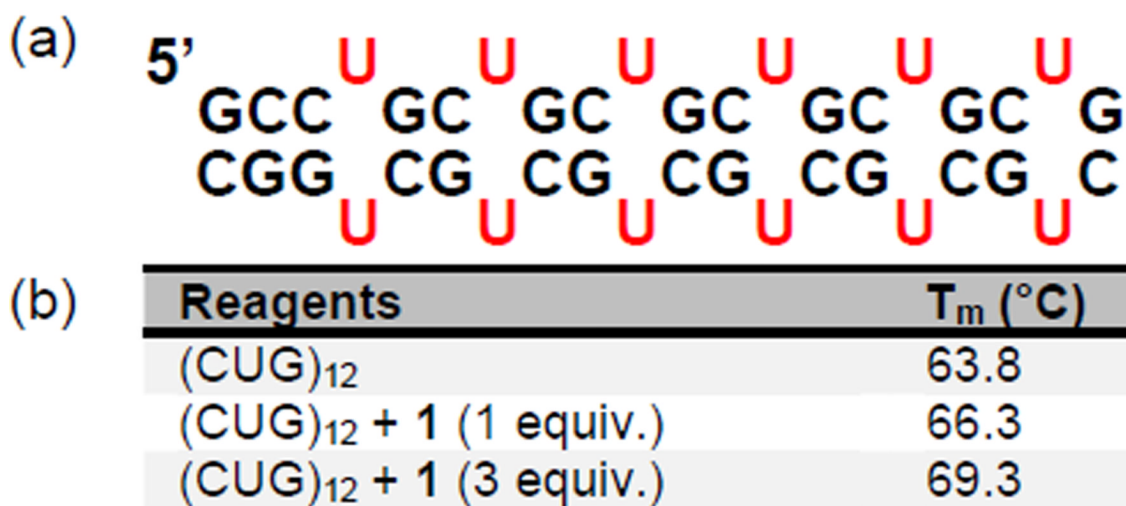 (a)
5’ U U U U U U
GCC GC GC GC GC GC G
CGG CG CG CG CG CG C
U U U U U U
(b) Reagents Tm (°C)
(CUG)12 63.8
(CUG)12 + 1 (1 equiv.) 66.3
(CUG)12 + 1 (3 equiv.) 69.3